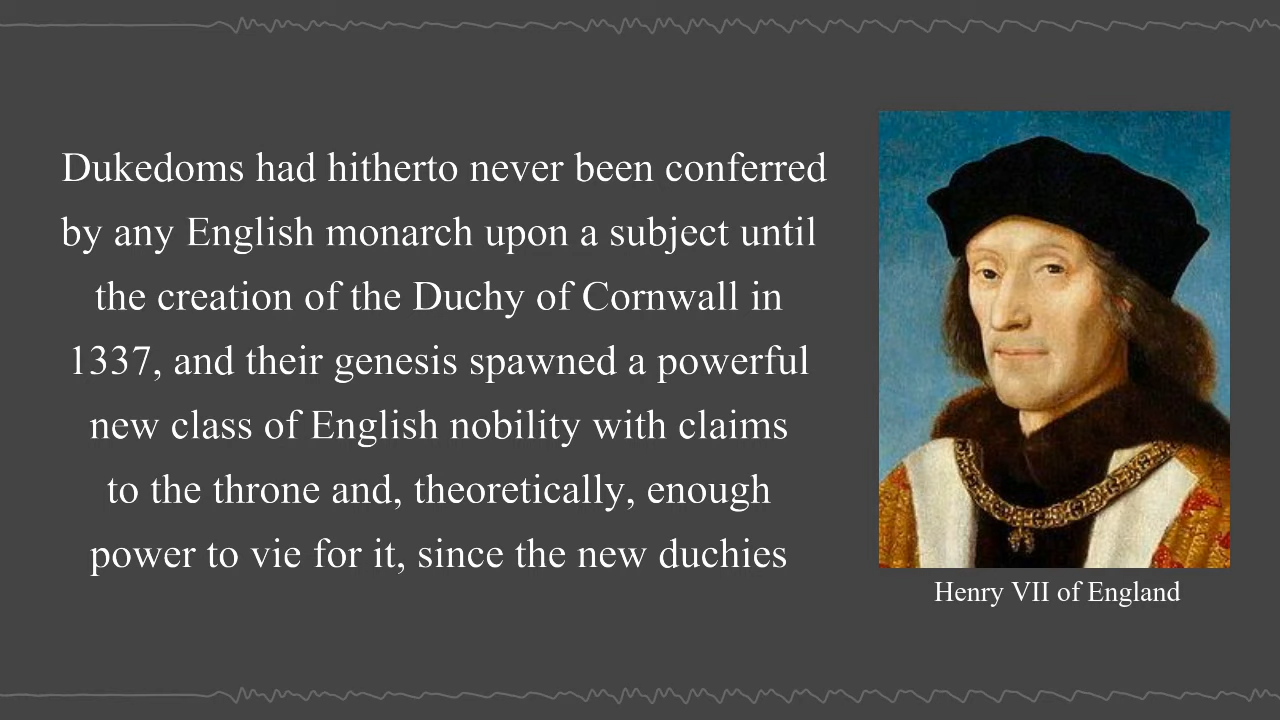 Dukedoms had hitherto never been conferred
by any English monarch upon a subject until
the creation of the Duchy of Cornwall in
1337, and their genesis spawned a powerful
new class of English nobility with claims
to the throne and, theoretically, enough
power to vie for it, since the new duchies
Henry VII of England